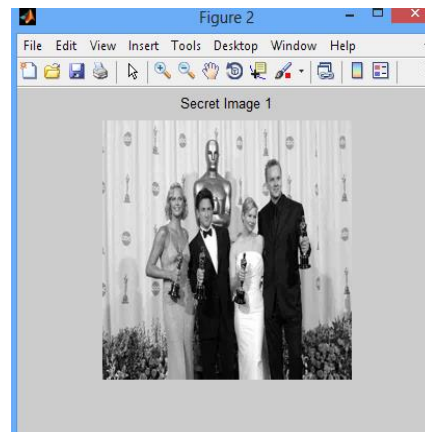 Figure 2
File Edit View Insert Tools Desktop Window Help
Secret Image 1